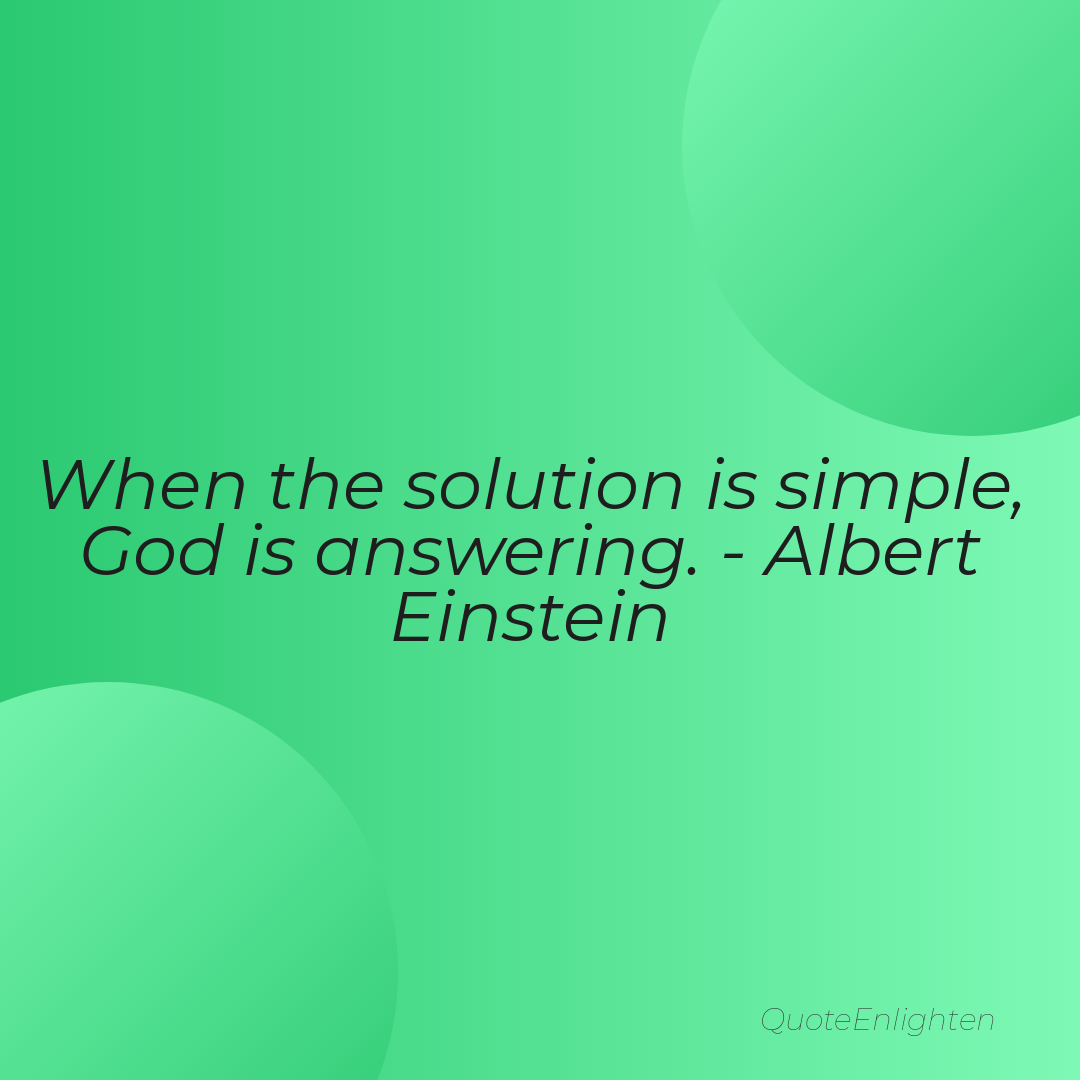 When the solution is simple,
God is answering. - Albert
Einstein
QuoteEnlighten